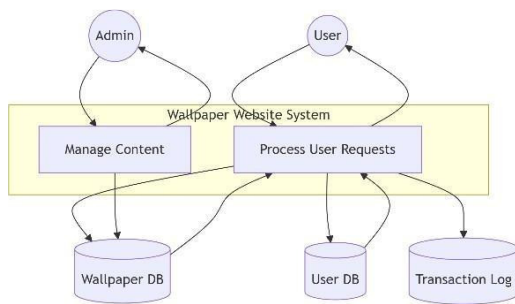 Admin
User
Wallpaper Website System
Manage Content
Process User Requests
Wallpaper DB
User DB
Transaction Log